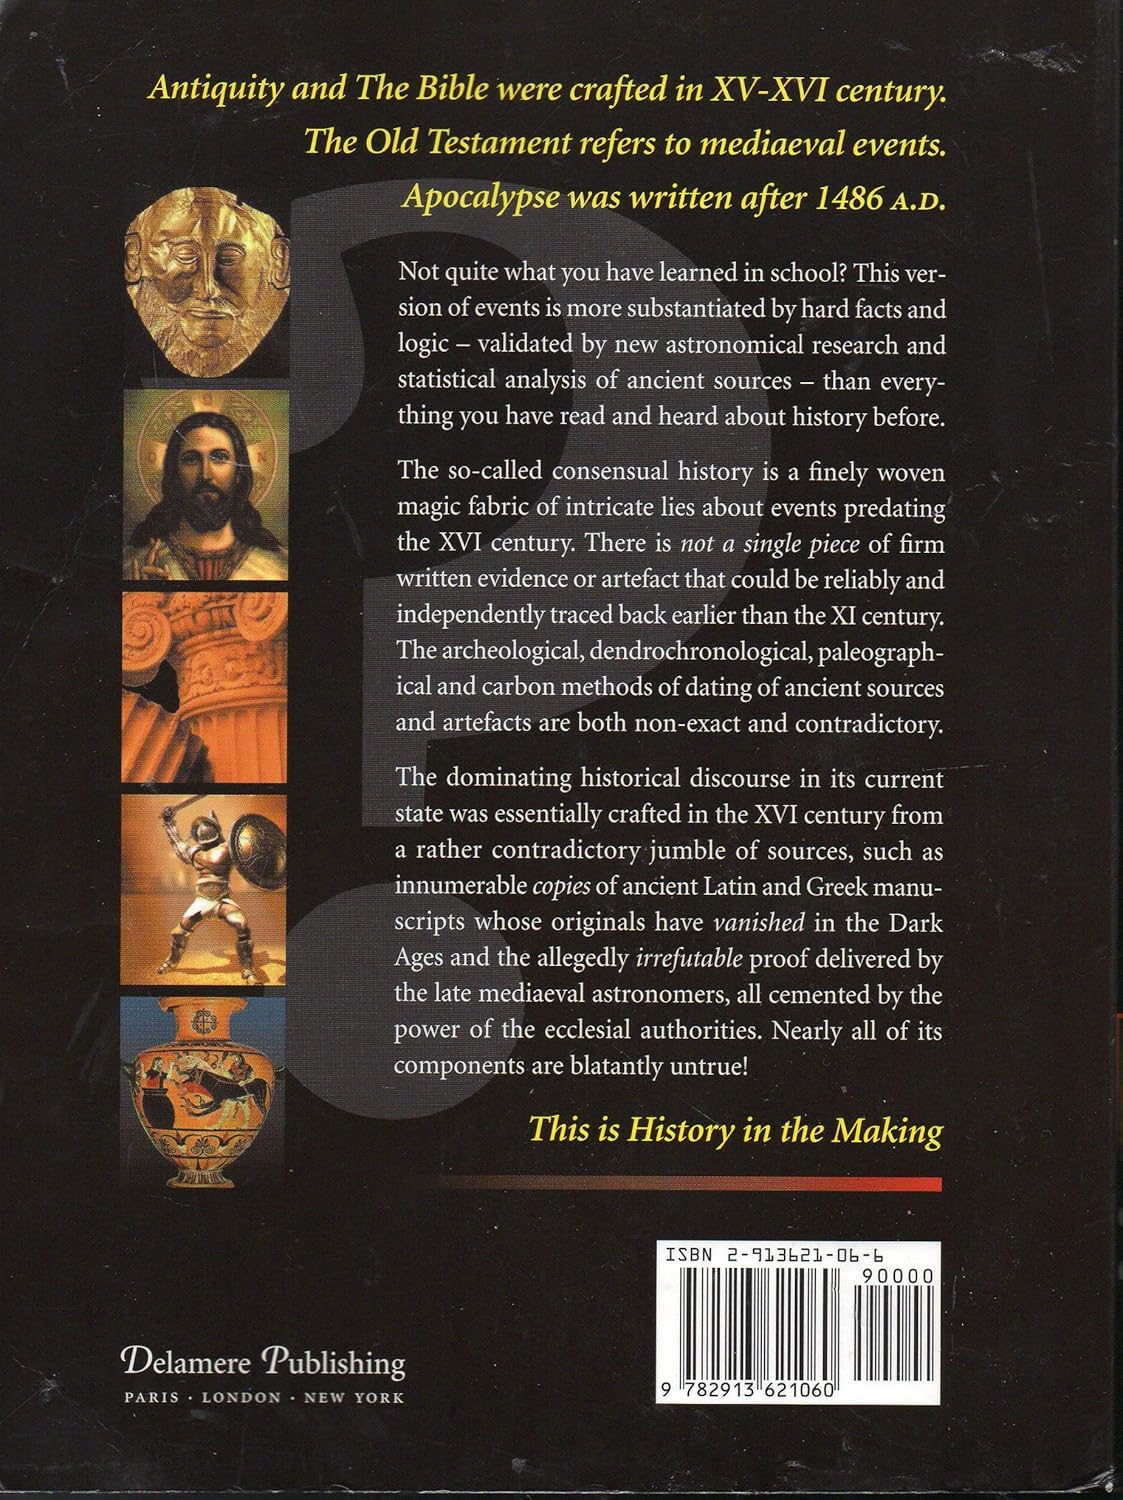 Antiquity and The Bible were crafted in XV-XVI century.
The Old Testament refers to mediaeval events.
Apocalypse was written after 1486 A.D.
Not quite what you have learned in school? This ver-
sion of events is more substantiated by hard facts and
logic – validated by new astronomical research and
statistical analysis of ancient sources – than every-
thing you have read and heard about history before.
The so-called consensual history is a finely woven
magic fabric of intricate lies about events predating
the XVI century. There is not a single piece of firm
written evidence or artefact that could be reliably and
independently traced back earlier than the XI century.
The archeological, dendrochronological, paleograph-
ical and carbon methods of dating of ancient sources
and artefacts are both non-exact and contradictory.
The dominating historical discourse in its current
state was essentially crafted in the XVI century from
a rather contradictory jumble of sources, such as
innumerable copies of ancient Latin and Greek manu-
scripts whose originals have vanished in the Dark
Ages and the allegedly irrefutable proof delivered by
the late mediaeval astronomers, all cemented by the
power of the ecclesial authorities. Nearly all of its
components are blatantly untrue!
This is History in the Making
ISBN 2-913621-06-6
90000
9 782913 621060
Delamere Publishing
PARIS · LONDON · NEW YORK